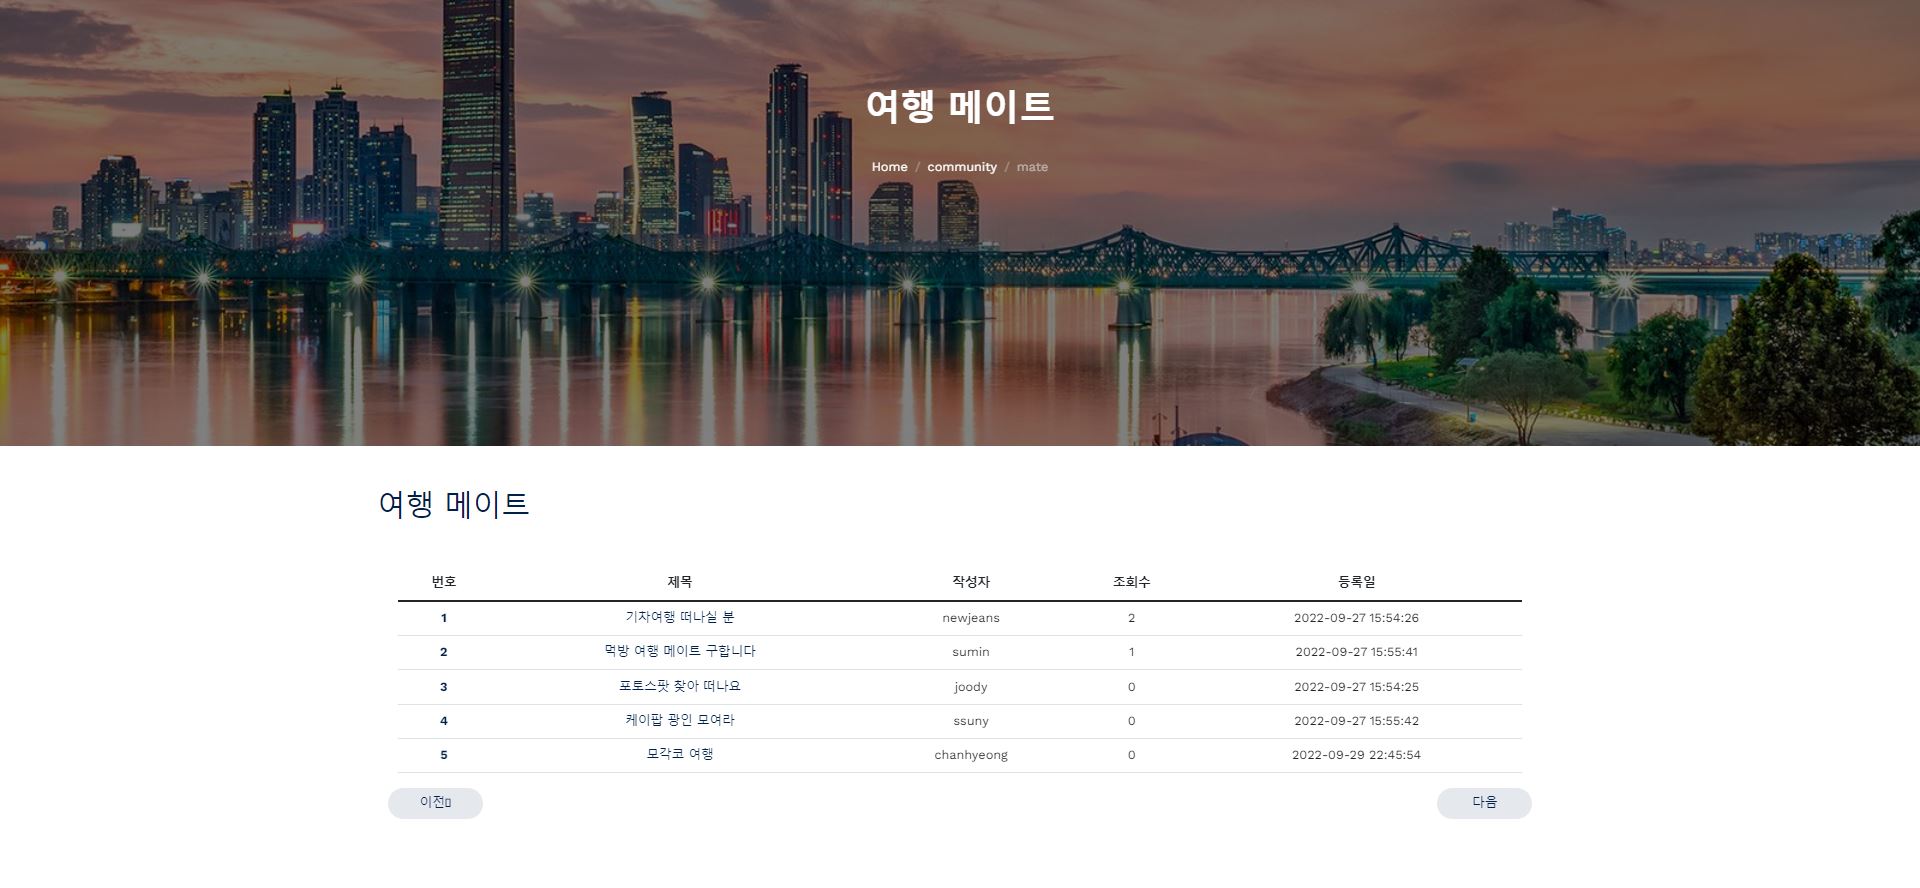 여행 메이트
Home / community / mate
여행 메이트
번호 제목 작성자 조회수 등록일
1 기차여행 떠나실 분 newjeans 2 2022-09-27 15:54:26
2 먹방 여행 메이트 구합니다 sumin 1 2022-09-27 15:55:41
3 포토스팟 찾아 떠나요 joody 0 2022-09-27 15:54:25
4 케이팝 광인 모여라 ssuny 0 2022-09-27 15:55:42
5 모각코 여행 chanhyeong 0 2022-09-29 22:45:54
이전 다음